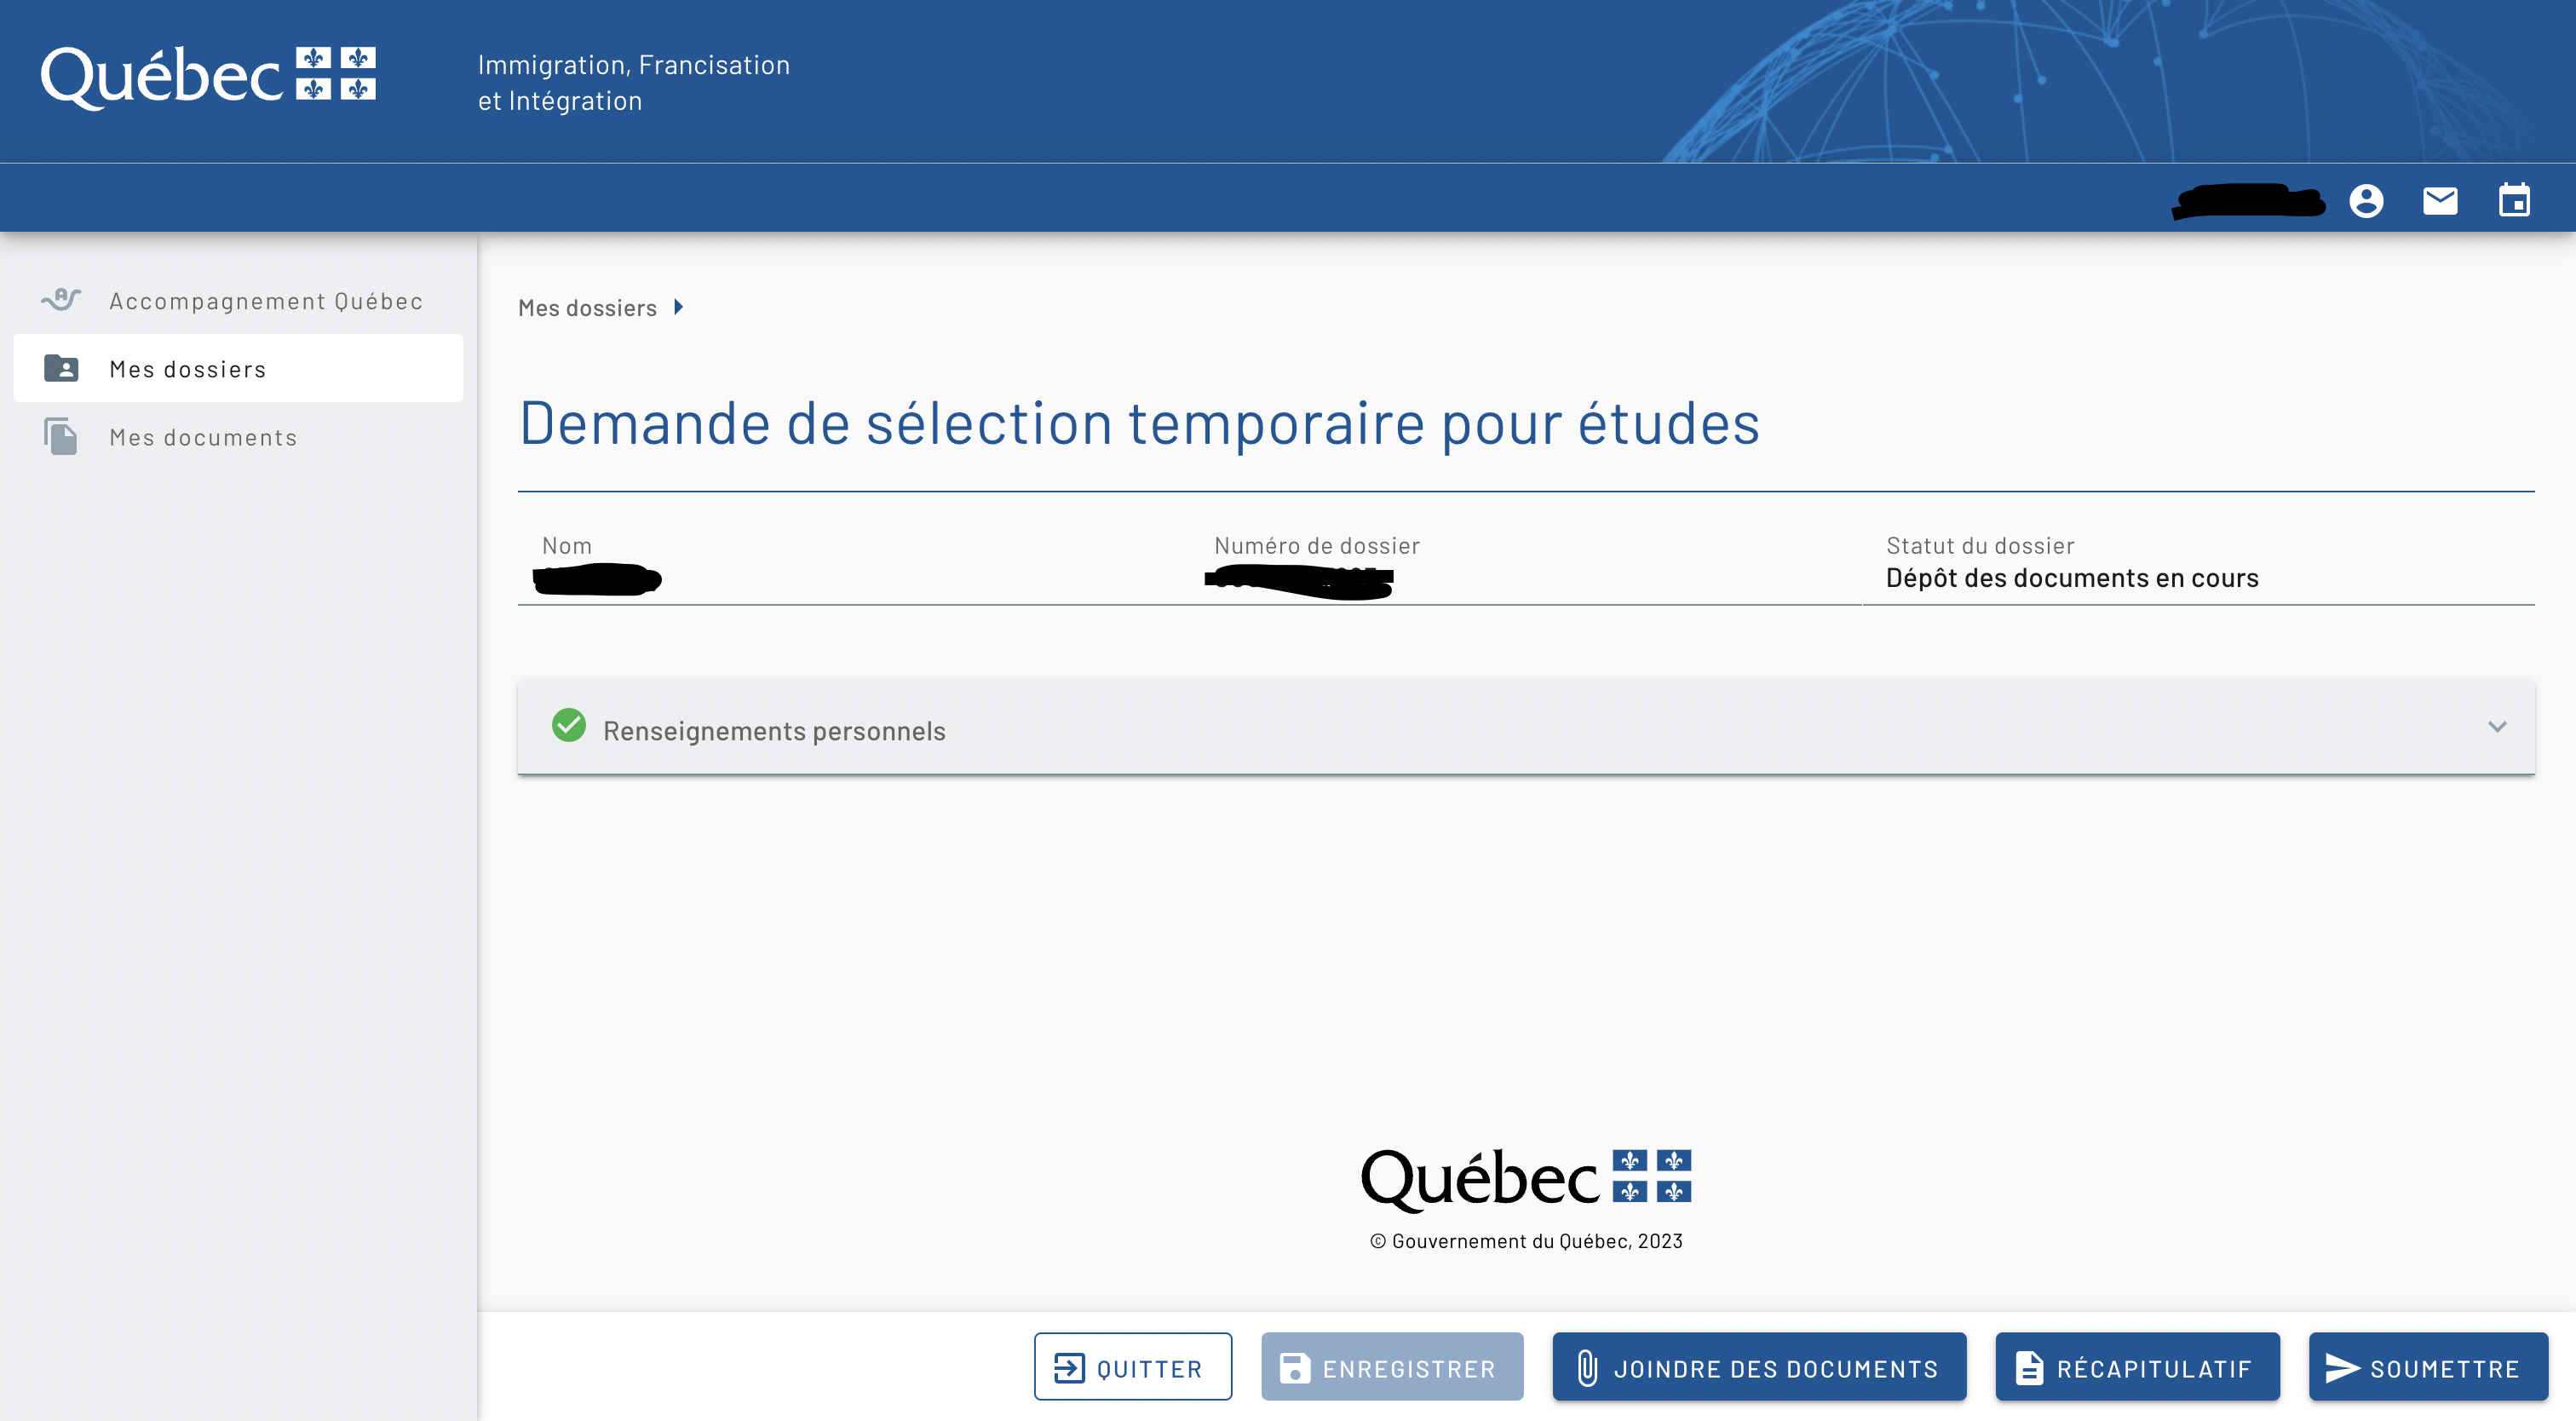 Québec
Immigration, Francisation
et Intégration
Accompagnement Québec
Mes dossiers
Mes documents
Mes dossiers
Demande de sélection temporaire pour études
Nom
Numéro de dossier
Statut du dossier
Dépôt des documents en cours
Renseignements personnels
Québec
© Gouvernement du Québec, 2023
QUITTER
ENREGISTRER
JOINDRE DES DOCUMENTS
RÉCAPITULATIF
SOUMETTRE